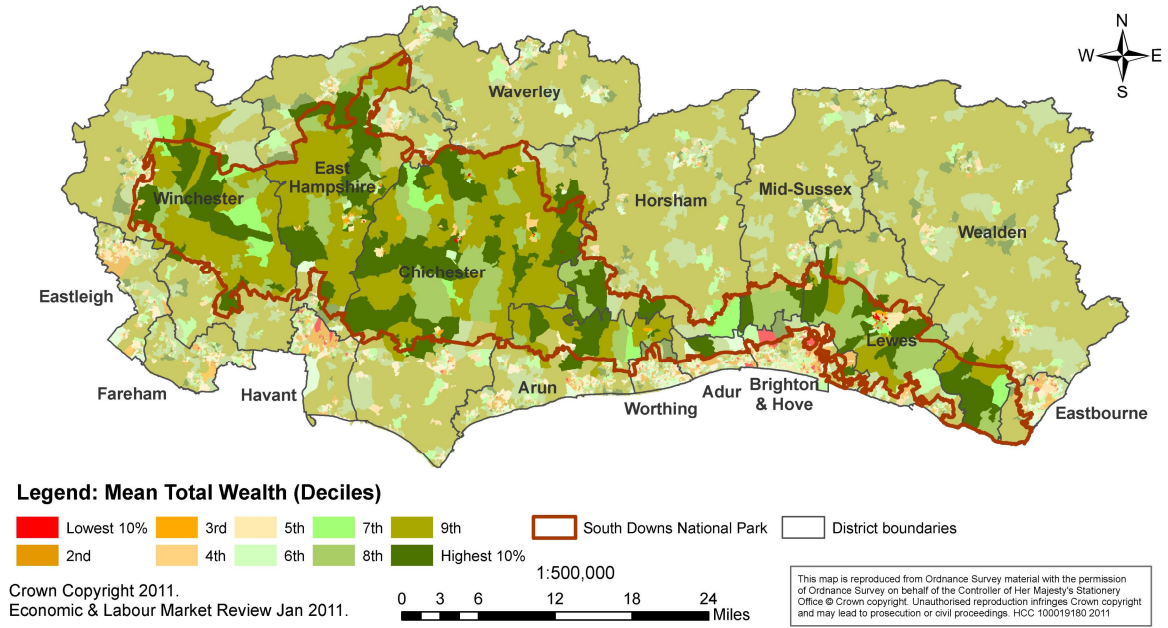 N
W E
S
Waverley
East
Hampshire
Winchester
Horsham
Mid-Sussex
Wealden
Chichester
Eastleigh
Lewes
Fareham
Havant
Arun
Worthing
Adur
Brighton
& Hove
Eastbourne
Legend: Mean Total Wealth (Deciles)
Lowest 10% 3rd 5th 7th 9th South Downs National Park District boundaries
2nd 4th 6th 8th Highest 10%
1:500,000
Crown Copyright 2011.
Economic & Labour Market Review Jan 2011.
0 3 6 12 18 24
Miles
This map is reproduced from Ordnance Survey material with the permission
of Ordnance Survey on behalf of the Controller of Her Majesty's Stationery
Office © Crown copyright. Unauthorised reproduction infringes Crown copyright
and may lead to prosecution or civil proceedings. HCC 100019180 2011